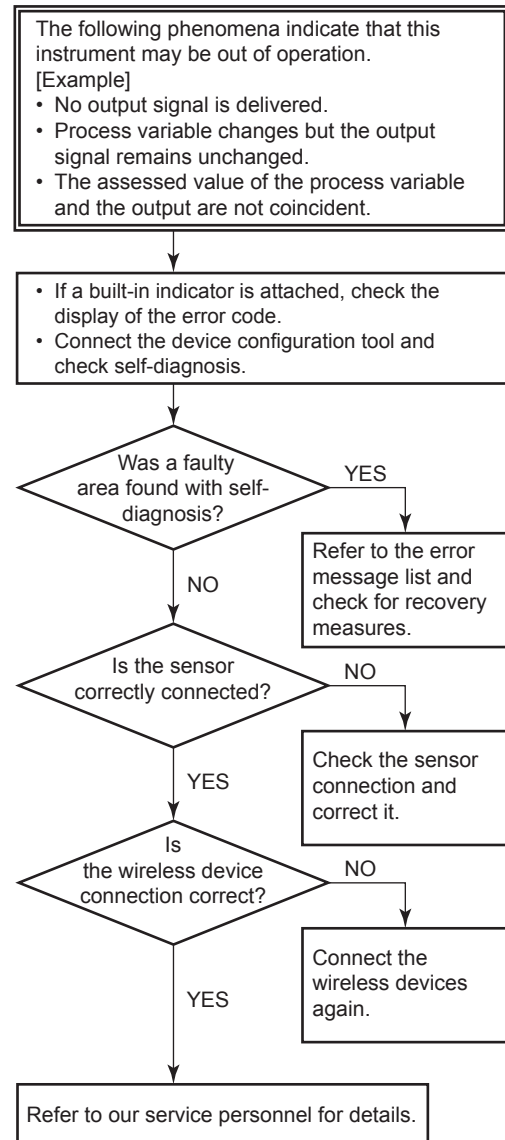 The following phenomena indicate that this
instrument may be out of operation.
[Example]
• No output signal is delivered.
• Process variable changes but the output
signal remains unchanged.
• The assessed value of the process variable
and the output are not coincident.
• If a built-in indicator is attached, check the
display of the error code.
• Connect the device configuration tool and
check self-diagnosis.
Was a faulty
area found with self-
diagnosis?
YES
Refer to the error
message list and
check for recovery
measures.
NO
Is the sensor
correctly connected?
NO
Check the sensor
connection and
correct it.
YES
Is
the wireless device
connection correct?
NO
Connect the
wireless devices
again.
YES
Refer to our service personnel for details.